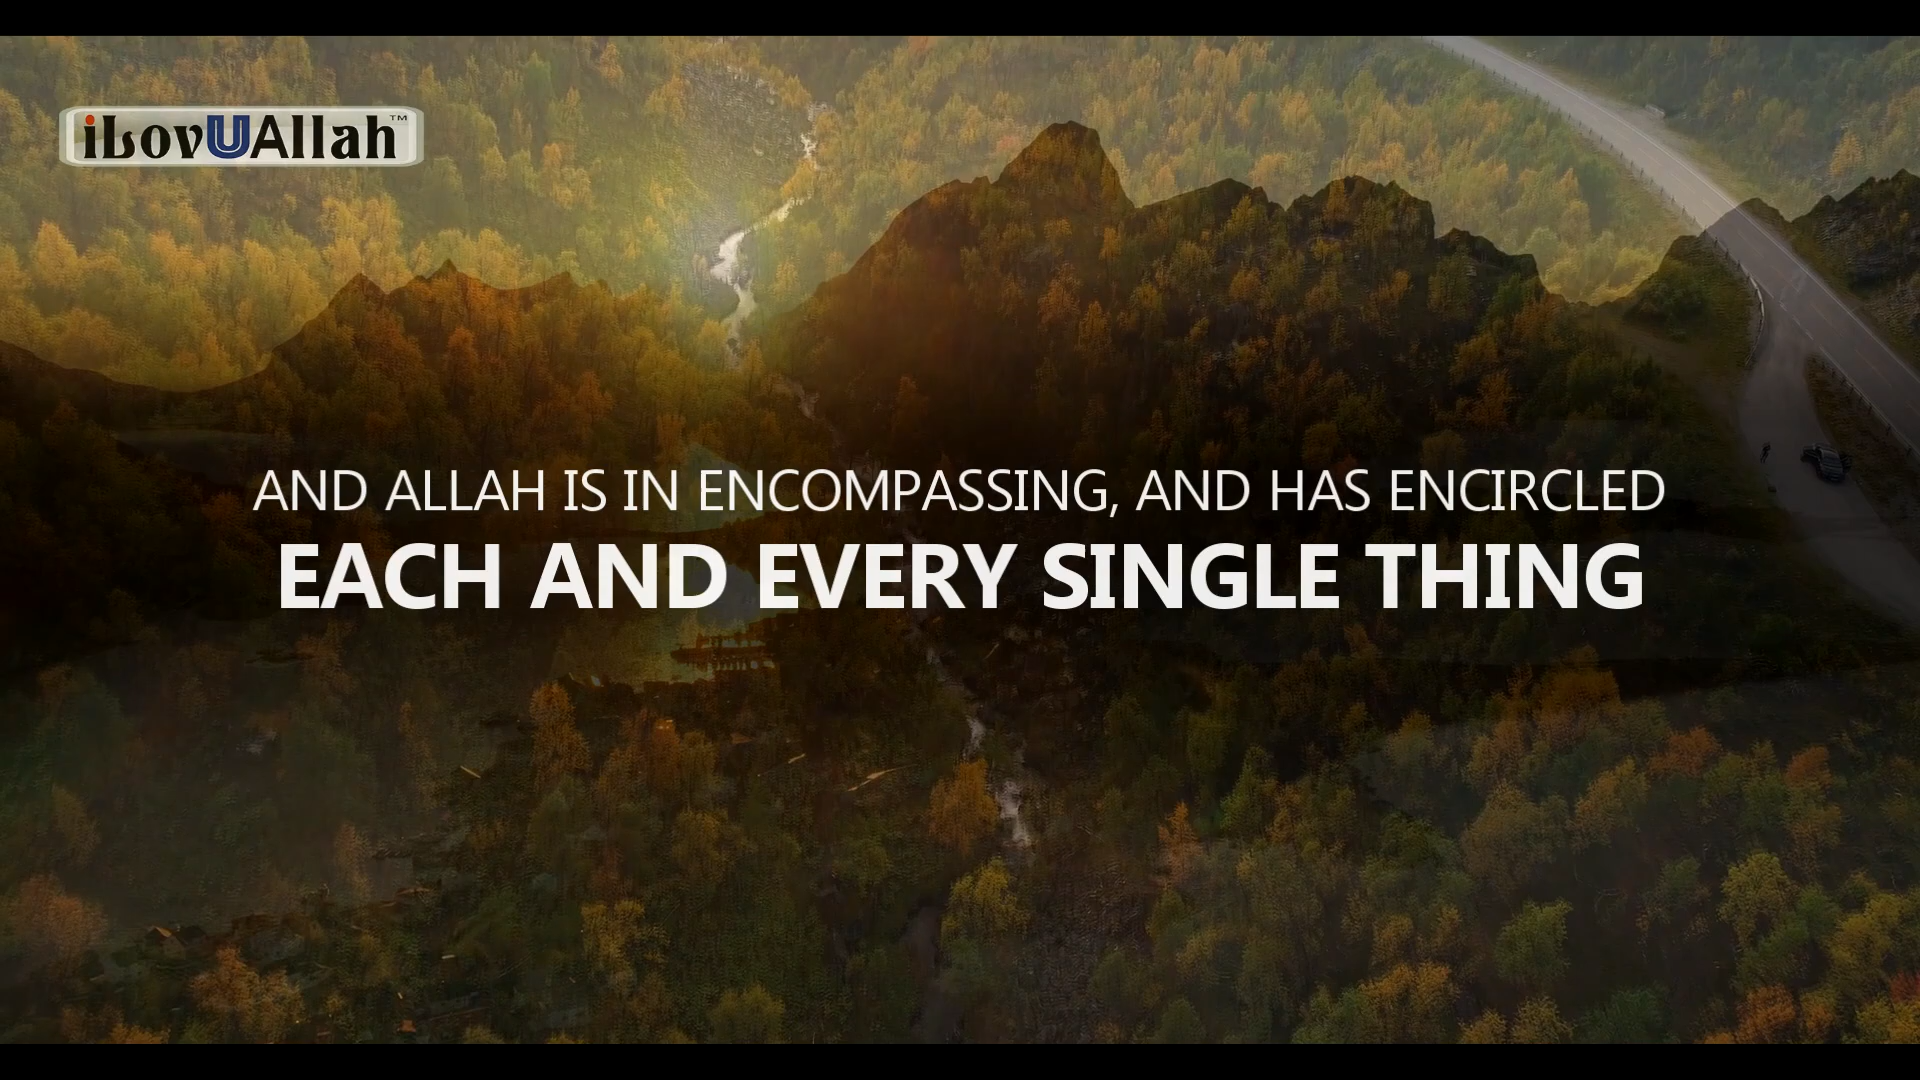 iLovUAllah™
AND ALLAH IS IN ENCOMPASSING, AND HAS ENCIRCLED
EACH AND EVERY SINGLE THING